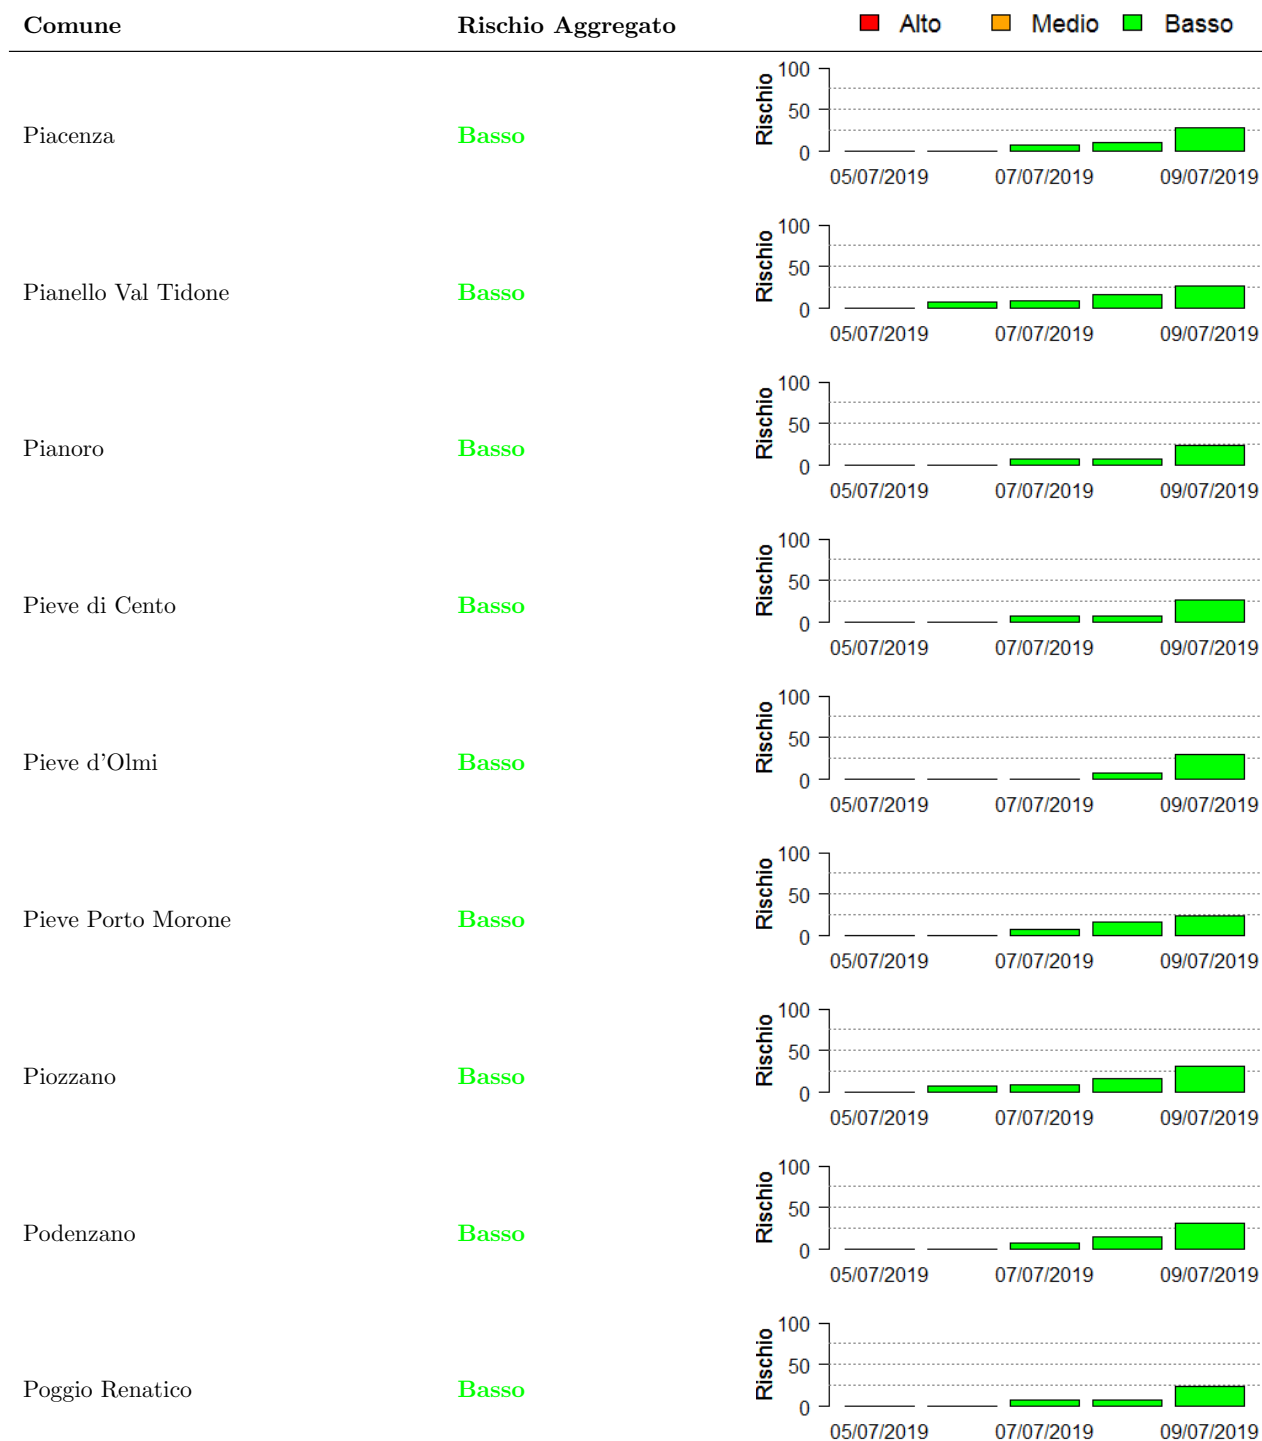 Comune Rischio Aggregato Alto Medio Basso
Piacenza Basso
Rischio
100
50
0
05/07/2019 07/07/2019 09/07/2019
Pianello Val Tidone Basso
Rischio
100
50
0
05/07/2019 07/07/2019 09/07/2019
Pianoro Basso
Rischio
100
50
0
05/07/2019 07/07/2019 09/07/2019
Pieve di Cento Basso
Rischio
100
50
0
05/07/2019 07/07/2019 09/07/2019
Pieve d'Olmi Basso
Rischio
100
50
0
05/07/2019 07/07/2019 09/07/2019
Pieve Porto Morone Basso
Rischio
100
50
0
05/07/2019 07/07/2019 09/07/2019
Piozzano Basso
Rischio
100
50
0
05/07/2019 07/07/2019 09/07/2019
Podenzano Basso
Rischio
100
50
0
05/07/2019 07/07/2019 09/07/2019
Poggio Renatico Basso
Rischio
100
50
0
05/07/2019 07/07/2019 09/07/2019